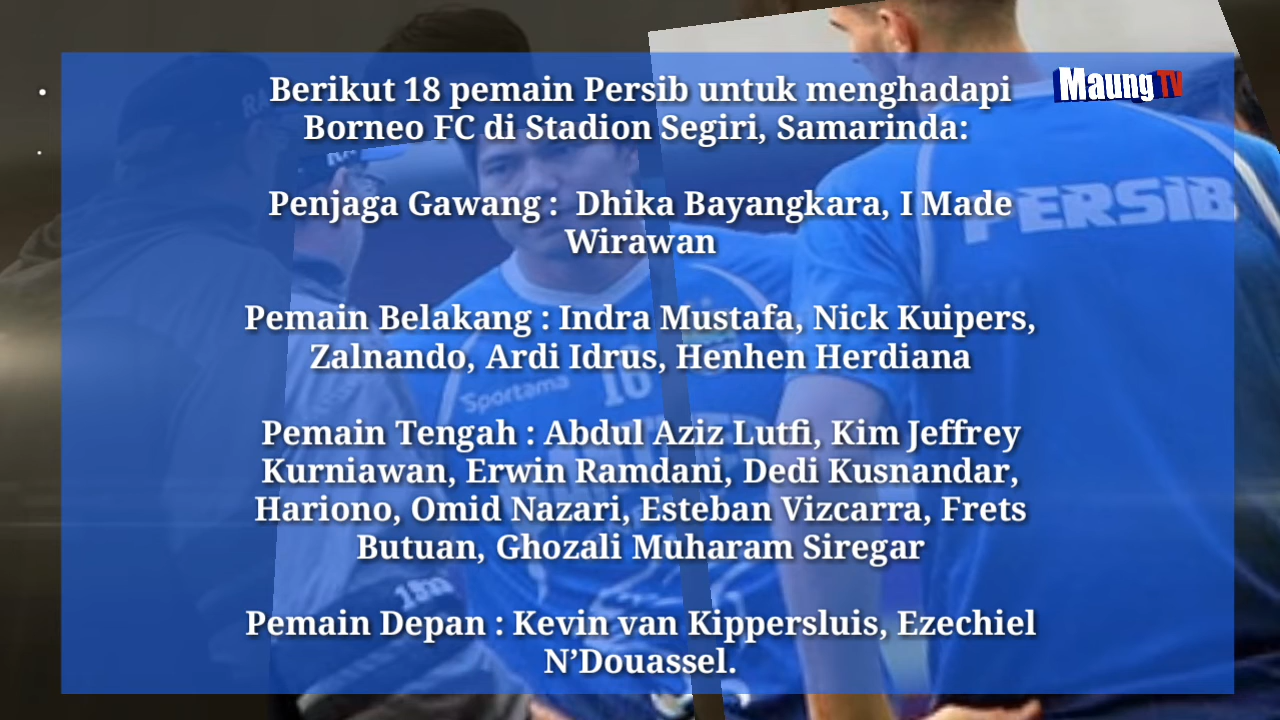 Berikut 18 pemain Persib untuk menghadapi
Borneo FC di Stadion Segiri, Samarinda:
Penjaga Gawang :  Dhika Bayangkara, I Made
Wirawan
Pemain Belakang : Indra Mustafa, Nick Kuipers,
Zalnando, Ardi Idrus, Henhen Herdiana
Pemain Tengah : Abdul Aziz Lutfi, Kim Jeffrey
Kurniawan, Erwin Ramdani, Dedi Kusnandar,
Hariono, Omid Nazari, Esteban Vizcarra, Frets
Butuan, Ghozali Muharam Siregar
Pemain Depan : Kevin van Kippersluis, Ezechiel
N’Douassel.
Maung TV
PERSIB
Sportama
16